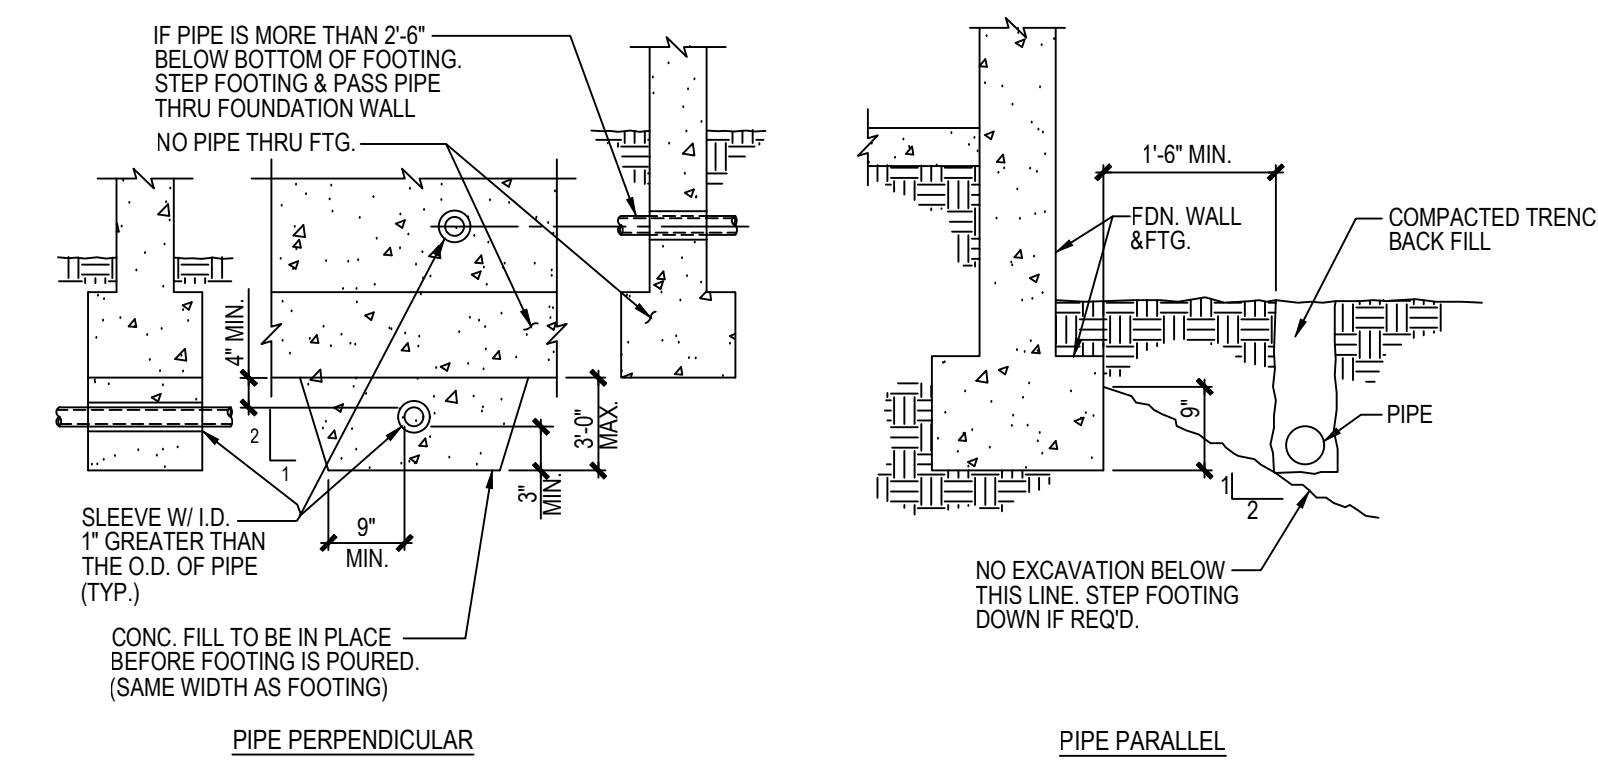 IF PIPE IS MORE THAN 2'-6"
BELOW BOTTOM OF FOOTING.
STEP FOOTING & PASS PIPE
THRU FOUNDATION WALL
NO PIPE THRU FTG.
4" MIN.
2
1
3'-0"
MAX.
3"
MIN.
9"
MIN.
SLEEVE W/ I.D.
1" GREATER THAN
THE O.D. OF PIPE
(TYP.)
CONC. FILL TO BE IN PLACE
BEFORE FOOTING IS POURED.
(SAME WIDTH AS FOOTING)
PIPE PERPENDICULAR
1'-6" MIN.
FDN. WALL
&FTG.
COMPACTED TRENC
BACK FILL
9"
PIPE
1
2
NO EXCAVATION BELOW
THIS LINE. STEP FOOTING
DOWN IF REQ'D.
PIPE PARALLEL